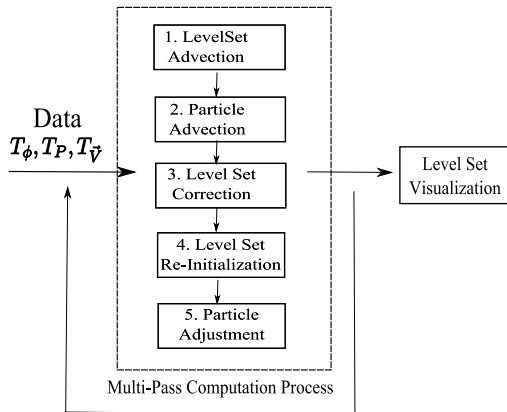 1. LevelSet
Advection
2. Particle
Advection
Data
T_ϕ, T_P, T_V⃗
3. Level Set
Correction
Level Set
Visualization
4. Level Set
Re-Initialization
5. Particle
Adjustment
Multi-Pass Computation Process